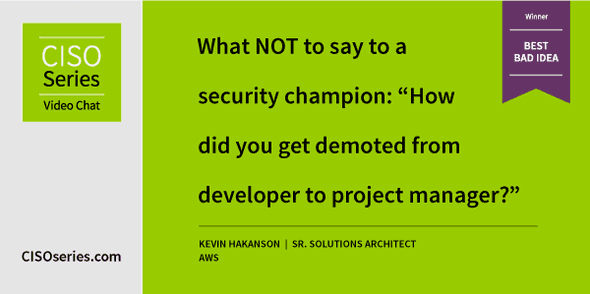 CISO
Series
Video Chat
CISOseries.com
What NOT to say to a
security champion: “How
did you get demoted from
developer to project manager?”
KEVIN HAKANSON | SR. SOLUTIONS ARCHITECT
AWS
Winner
BEST
BAD IDEA